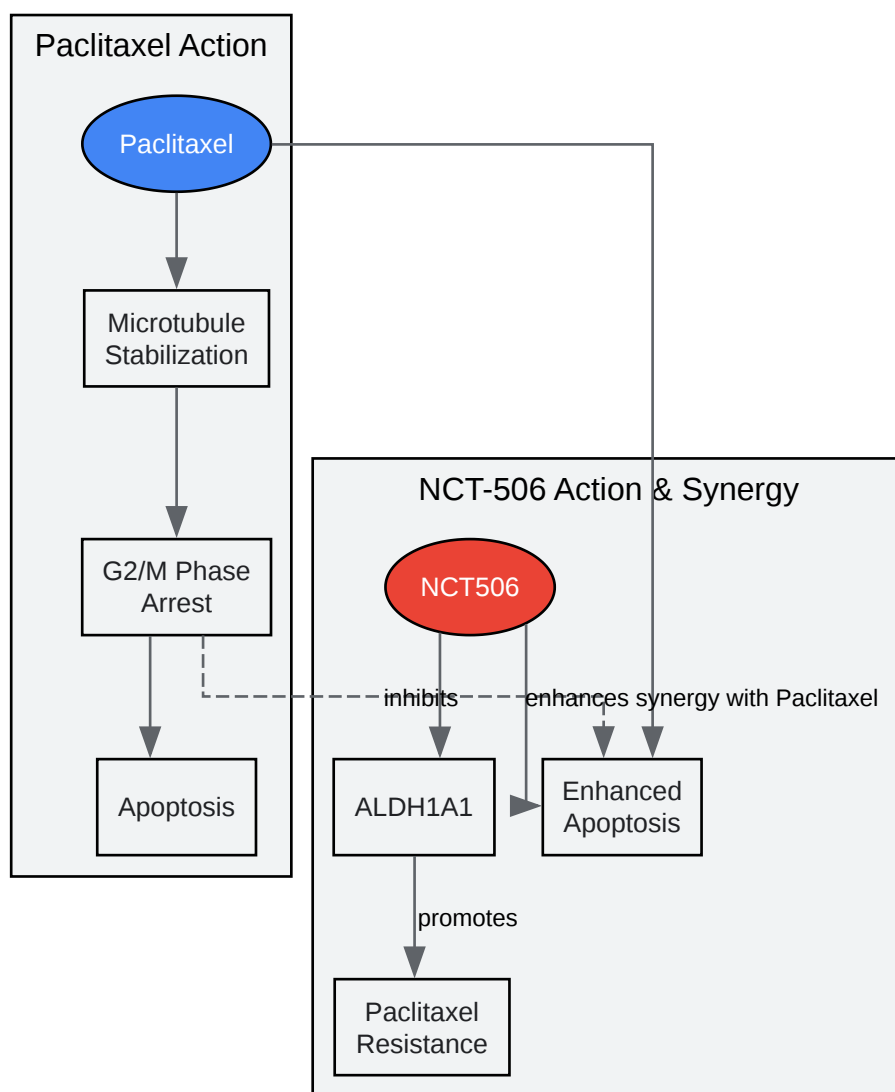 Paclitaxel Action
Paclitaxel
Microtubule
Stabilization
G2/M Phase
Arrest
Apoptosis
NCT-506 Action & Synergy
NCT506
inhibits
enhances synergy with Paclitaxel
ALDH1A1
Enhanced
Apoptosis
promotes
Paclitaxel
Resistance